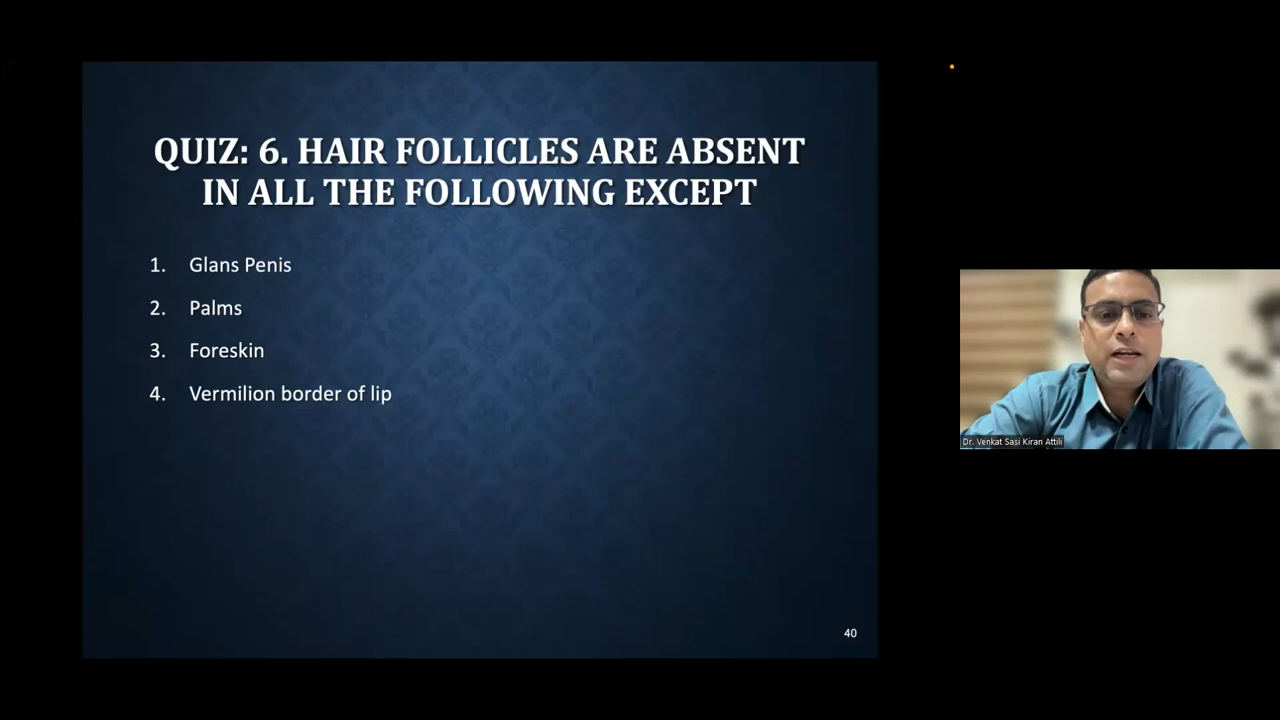 QUIZ: 6. HAIR FOLLICLES ARE ABSENT
IN ALL THE FOLLOWING EXCEPT
1. Glans Penis
2. Palms
3. Foreskin
4. Vermilion border of lip
40
Dr. Venkat Sasi Kiran Attili